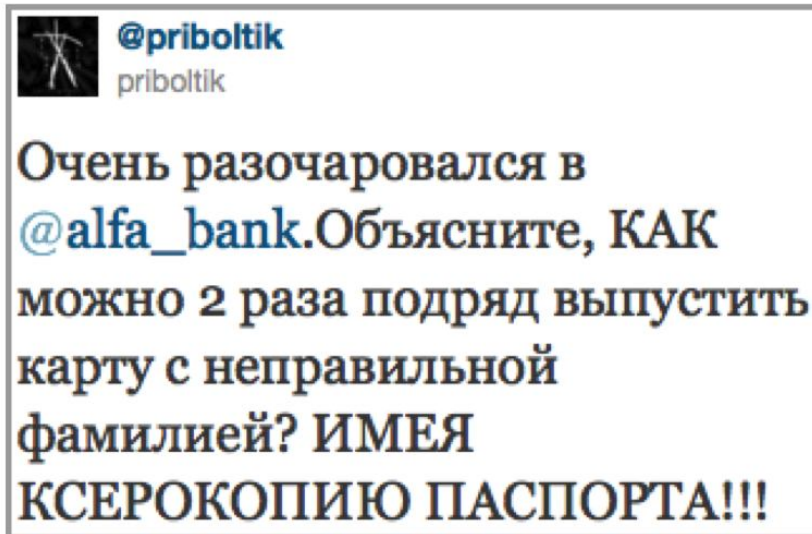 @priboltik
priboltik
Очень разочаровался в
@alfa_bank.Объясните, КАК
можно 2 раза подряд выпустить
карту с неправильной
фамилией? ИМЕЯ
КСЕРОКОПИЮ ПАСПОРТА!!!